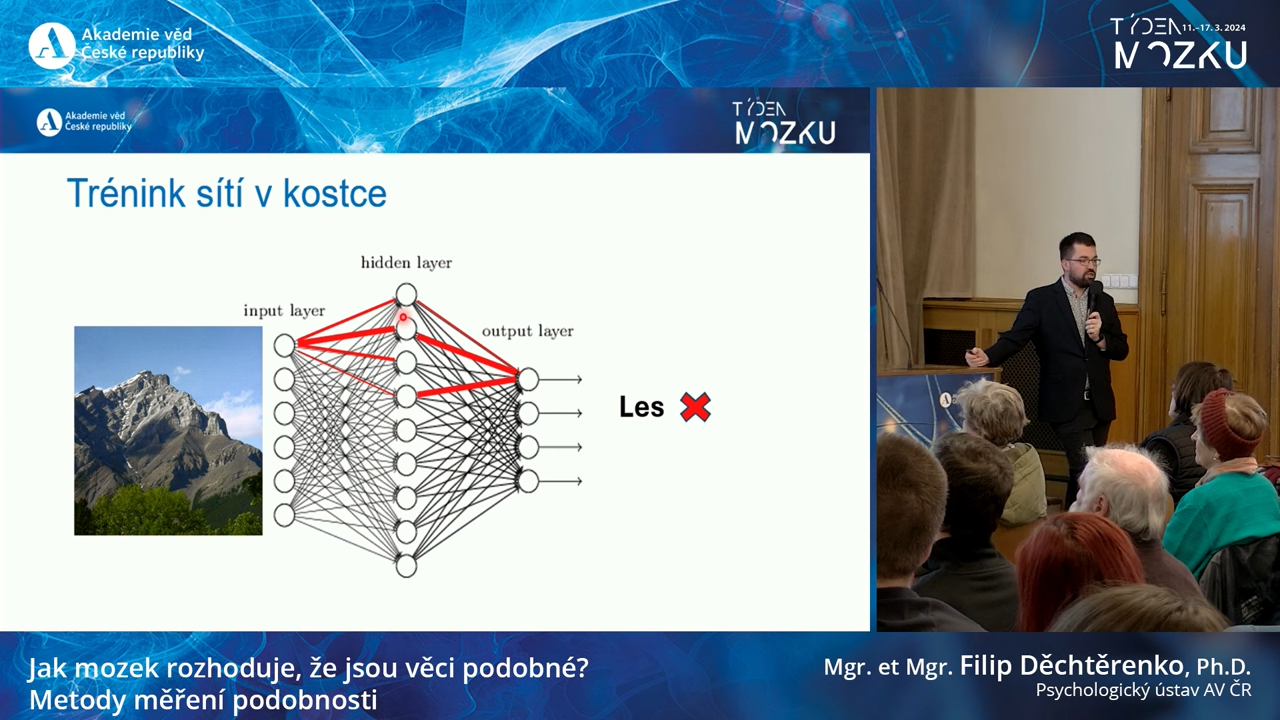 Akademie věd
České republiky
TÝDEN 11.–17. 3. 2024
MOZKU
Akademie věd
České republiky
TÝDEN
MOZKU
Trénink sítí v kostce
hidden layer
input layer
output layer
Les
Jak mozek rozhoduje, že jsou věci podobné?
Metody měření podobnosti
Mgr. et Mgr. Filip Děchtěrenko, Ph.D.
Psychologický ústav AV ČR